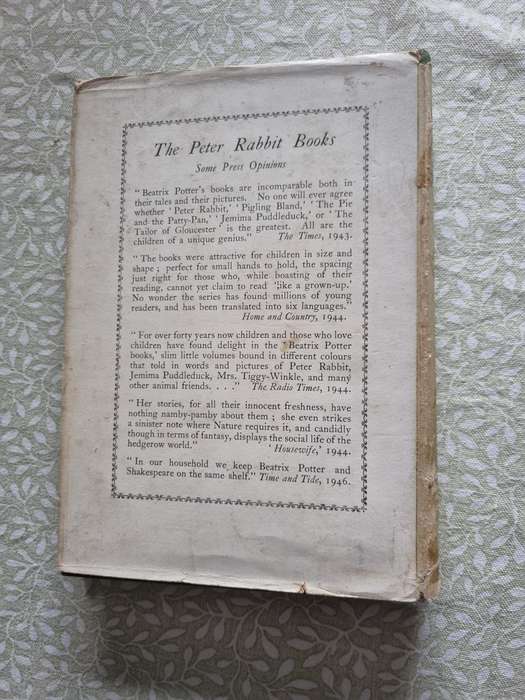 The Peter Rabbit Books
Some Press Opinions
"Beatrix Potter's books are incomparable both in
their tales and their pictures. No one will ever agree
whether 'Peter Rabbit,' 'Pigling Bland,' 'The Pie
and the Patty-Pan,' 'Jemima Puddleduck,' or 'The
Tailor of Gloucester' is the greatest. All are the
children of a unique genius." The Times, 1943.
"The books were attractive for children in size and
shape; perfect for small hands to hold, the spacing
just right for those who, while boasting of their
reading, cannot yet claim to read 'like a grown-up.'
No wonder the series has found millions of young
readers, and has been translated into six languages."
Home and Country, 1944.
"For over forty years now children and those who love
children have found delight in the 'Beatrix Potter
books,' slim little volumes bound in different colours
that told in words and pictures of Peter Rabbit,
Jemima Puddleduck, Mrs. Tiggy-Winkle, and many
other animal friends. . . ." The Radio Times, 1944.
"Her stories, for all their innocent freshness, have
nothing namby-pamby about them; she even strikes
a sinister note where Nature requires it, and candidly
though in terms of fantasy, displays the social life of the
hedgerow world." 'Housewife,' 1944.
"In our household we keep Beatrix Potter and
Shakespeare on the same shelf." Time and Tide, 1946.